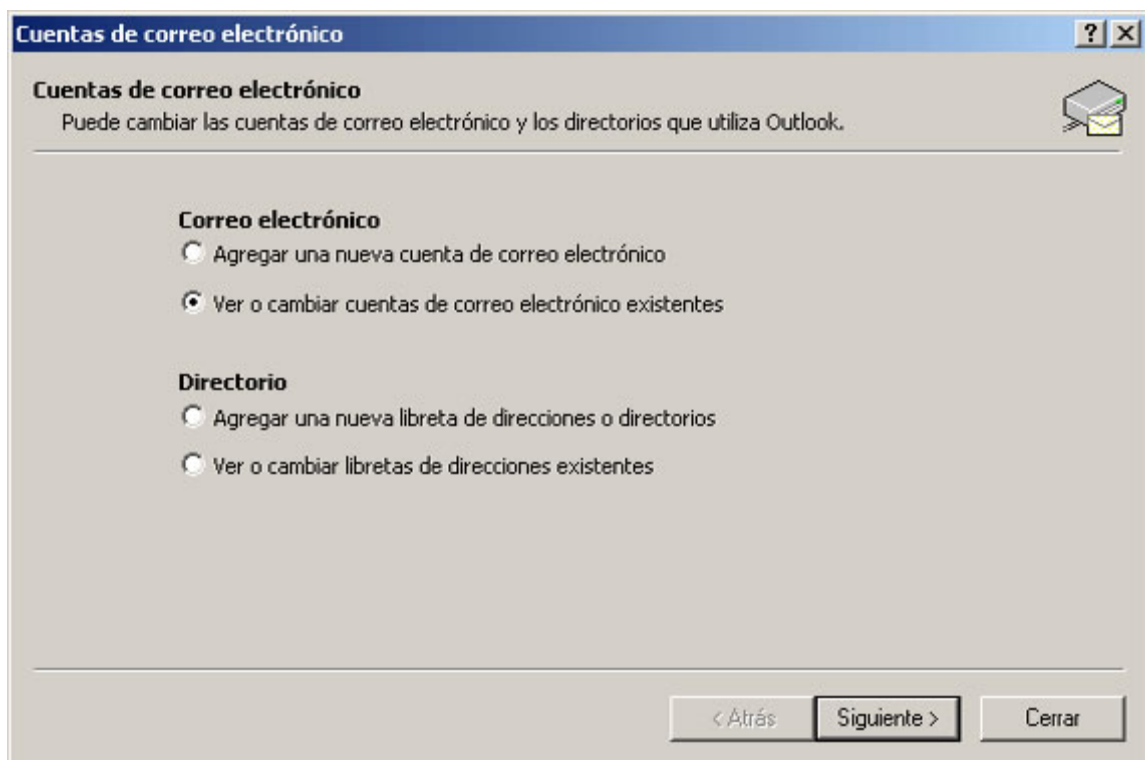 Cuentas de correo electrónico
Cuentas de correo electrónico
Puede cambiar las cuentas de correo electrónico y los directorios que utiliza Outlook.
Correo electrónico
Agregar una nueva cuenta de correo electrónico
Ver o cambiar cuentas de correo electrónico existentes
Directorio
Agregar una nueva libreta de direcciones o directorios
Ver o cambiar libretas de direcciones existentes
< Atrás Siguiente > Cerrar